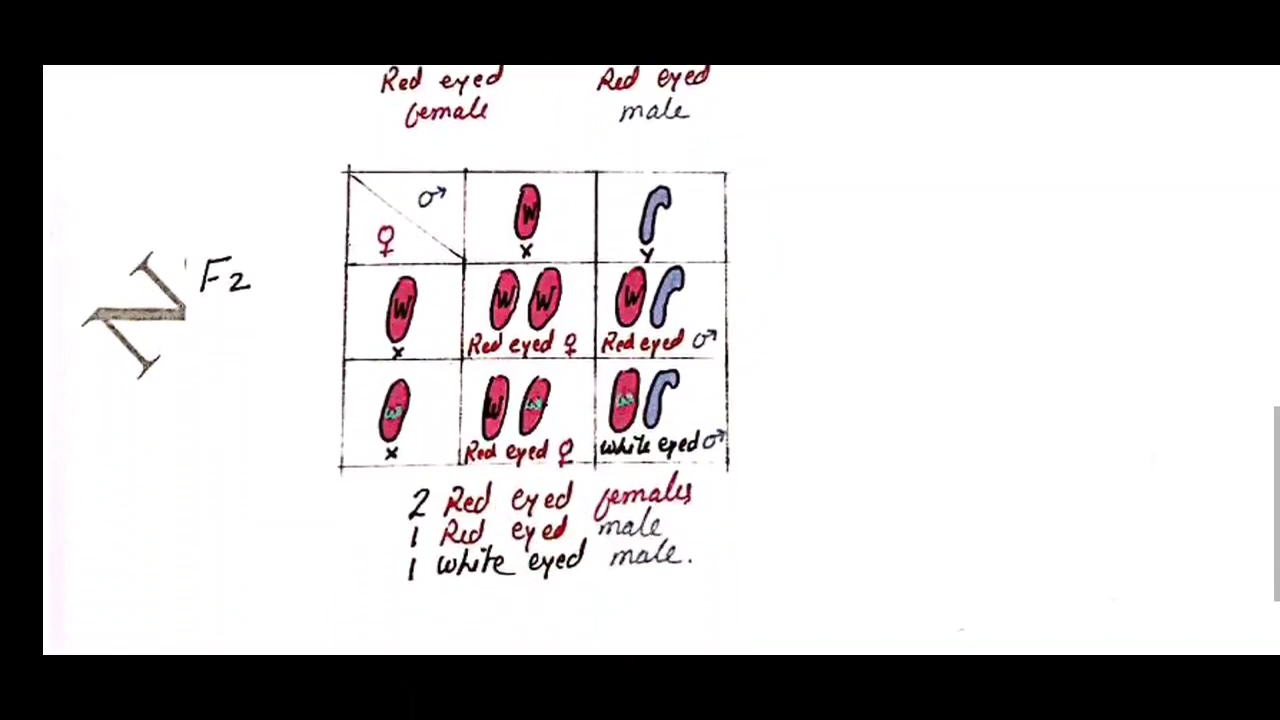 Red eyed Red eyed
female male
♂
♀
W
X Y
N
F2
W W W W
X Red eyed ♀ Red eyed ♂
w W w w
X Red eyed ♀ White eyed ♂
2 Red eyed females
1 Red eyed male
1 White eyed male.